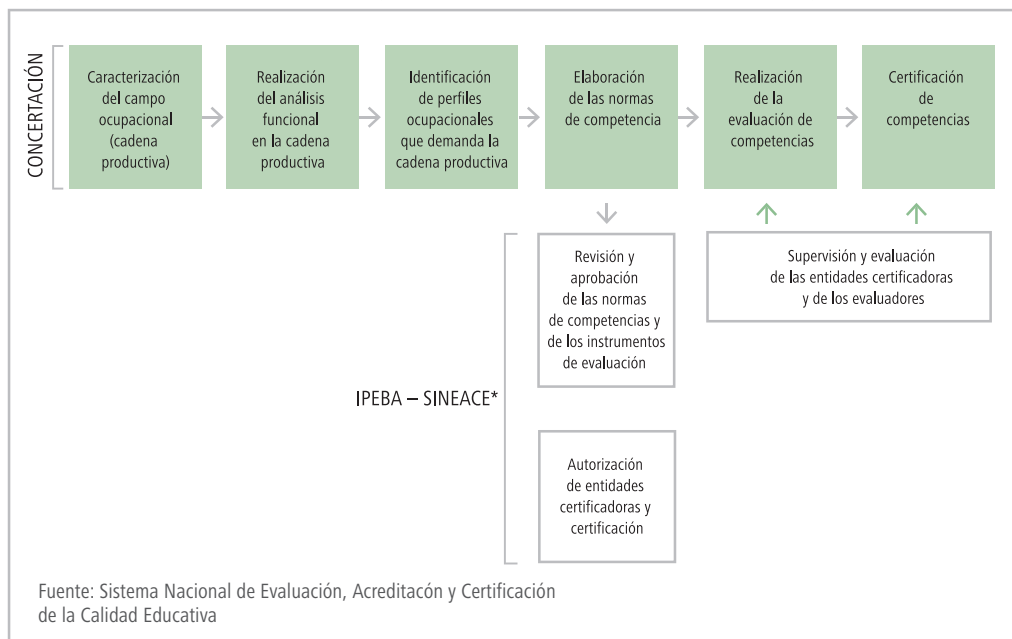 CONCERTACIÓN
Caracterización
del campo
ocupacional
(cadena
productiva)
Realización
del análisis
funcional
en la cadena
productiva
Identificación
de perfiles
ocupacionales
que demanda la
cadena productiva
Elaboración
de las normas
de competencia
Realización
de la
evaluación de
competencias
Certificación
de
competencias
IPEBA – SINEACE*
Revisión y
aprobación
de las normas
de competencias y
de los instrumentos
de evaluación
Supervisión y evaluación
de las entidades certificadoras
y de los evaluadores
Autorización
de entidades
certificadoras y
certificación
Fuente: Sistema Nacional de Evaluación, Acreditacón y Certificación
de la Calidad Educativa